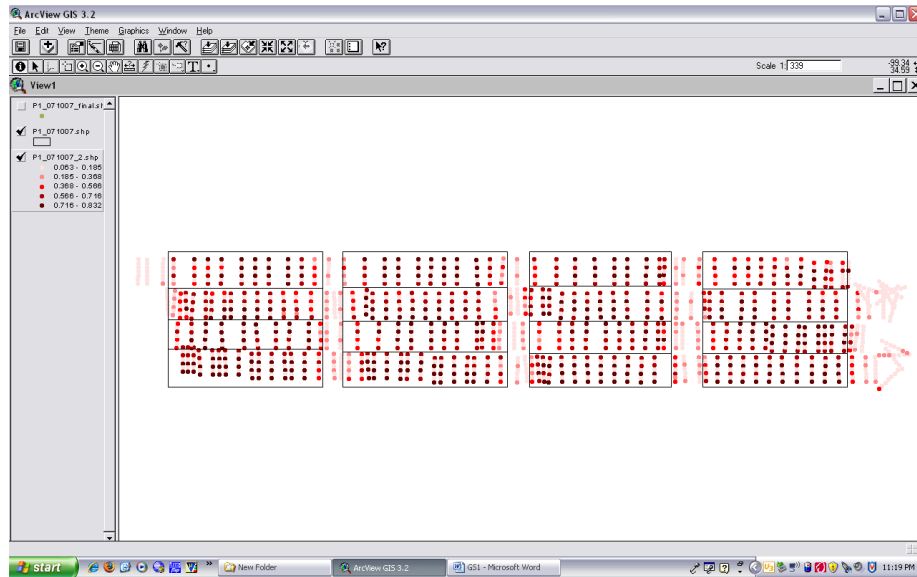 ArcView GIS 3.2
File Edit View Theme Graphics Window Help
Scale 1: 339
-99.34
34.59
View1
P1_071007_final.sh
P1_071007.shp
P1_071007_2.shp
0.063 - 0.185
0.185 - 0.368
0.368 - 0.566
0.566 - 0.716
0.716 - 0.832
start
New Folder
ArcView GIS 3.2
GS1 - Microsoft Word
11:19 PM